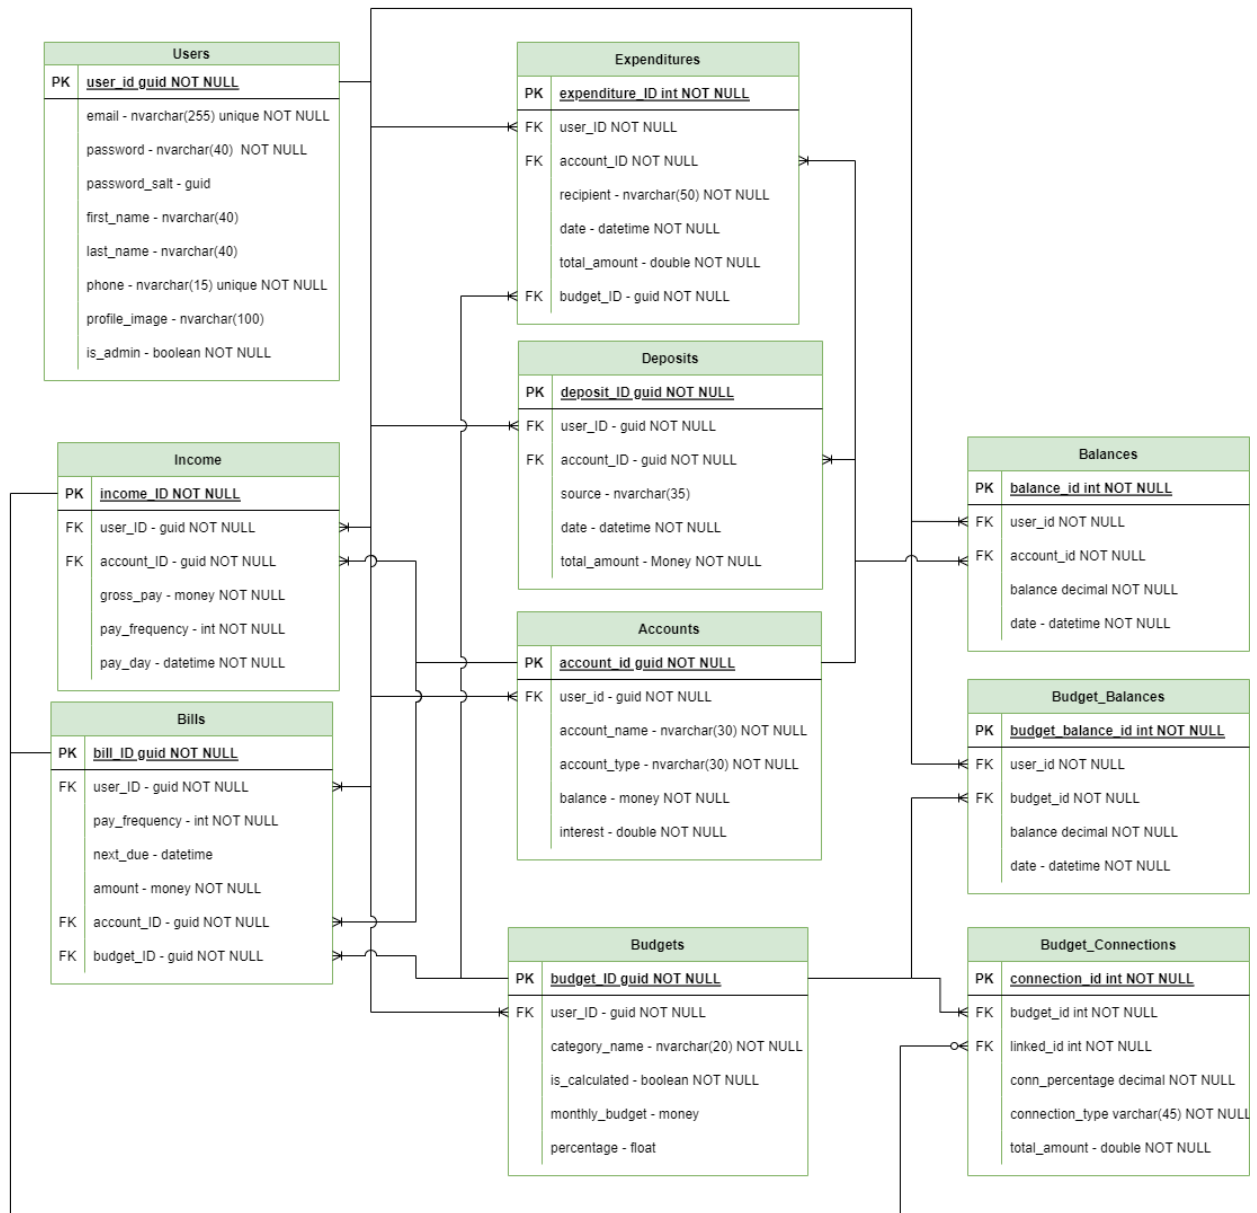 Users
PK user_id guid NOT NULL
email - nvarchar(255) unique NOT NULL
password - nvarchar(40) NOT NULL
password_salt - guid
first_name - nvarchar(40)
last_name - nvarchar(40)
phone - nvarchar(15) unique NOT NULL
profile_image - nvarchar(100)
is_admin - boolean NOT NULL
Expenditures
PK expenditure_ID int NOT NULL
FK user_ID NOT NULL
FK account_ID NOT NULL
recipient - nvarchar(50) NOT NULL
date - datetime NOT NULL
total_amount - double NOT NULL
FK budget_ID - guid NOT NULL
Deposits
PK deposit_ID guid NOT NULL
FK user_ID - guid NOT NULL
FK account_ID - guid NOT NULL
source - nvarchar(35)
date - datetime NOT NULL
total_amount - Money NOT NULL
Income
PK income_ID NOT NULL
FK user_ID - guid NOT NULL
FK account_ID - guid NOT NULL
gross_pay - money NOT NULL
pay_frequency - int NOT NULL
pay_day - datetime NOT NULL
Balances
PK balance_id int NOT NULL
FK user_id NOT NULL
FK account_id NOT NULL
balance decimal NOT NULL
date - datetime NOT NULL
Accounts
PK account_id guid NOT NULL
FK user_id - guid NOT NULL
account_name - nvarchar(30) NOT NULL
account_type - nvarchar(30) NOT NULL
balance - money NOT NULL
interest - double NOT NULL
Bills
PK bill_ID guid NOT NULL
FK user_ID - guid NOT NULL
pay_frequency - int NOT NULL
next_due - datetime
amount - money NOT NULL
FK account_ID - guid NOT NULL
FK budget_ID - guid NOT NULL
Budget_Balances
PK budget_balance_id int NOT NULL
FK user_id NOT NULL
FK budget_id NOT NULL
balance decimal NOT NULL
date - datetime NOT NULL
Budgets
PK budget_ID guid NOT NULL
FK user_ID - guid NOT NULL
category_name - nvarchar(20) NOT NULL
is_calculated - boolean NOT NULL
monthly_budget - money
percentage - float
Budget_Connections
PK connection_id int NOT NULL
FK budget_id int NOT NULL
FK linked_id int NOT NULL
conn_percentage decimal NOT NULL
connection_type varchar(45) NOT NULL
total_amount - double NOT NULL